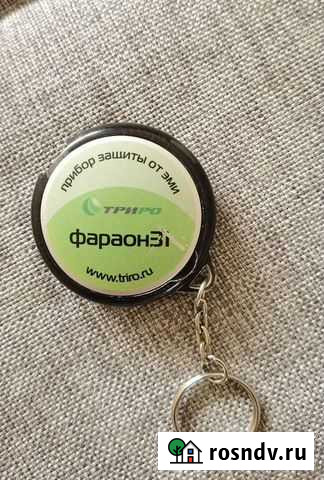 прибор защиты от эми
ТРИРО
фараон3i
www.triro.ru
rosndv.ru